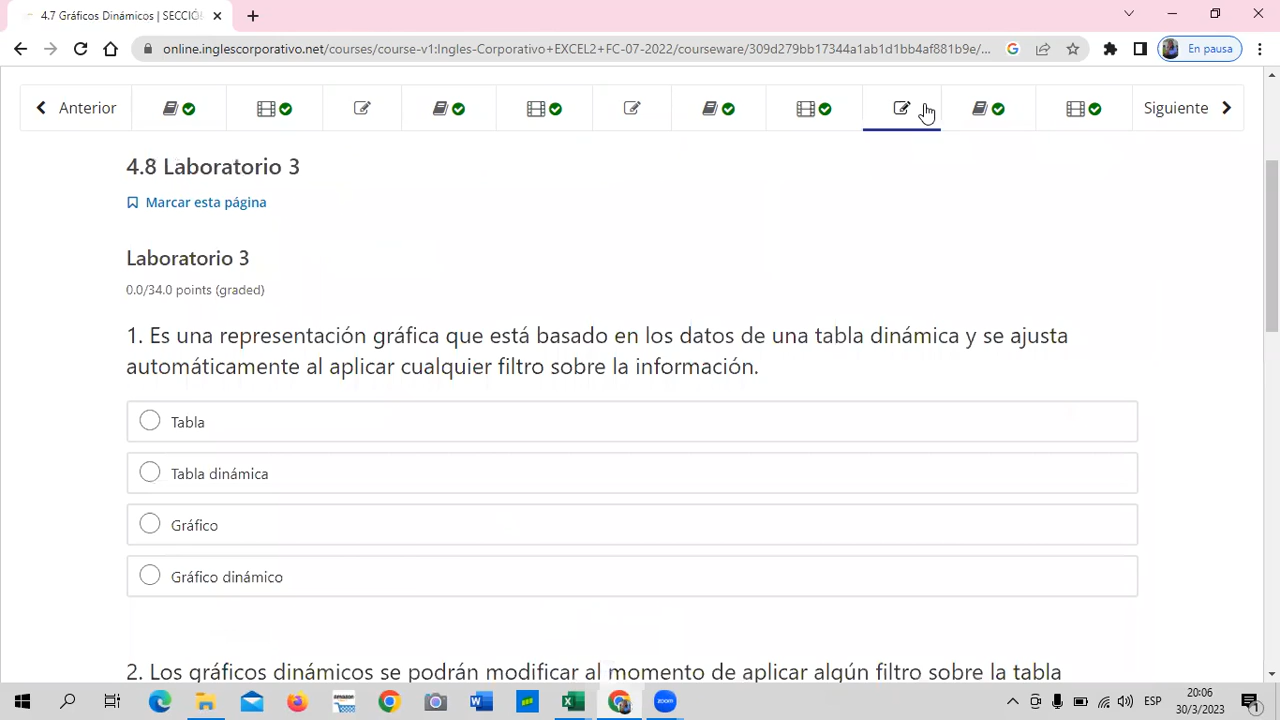 4.7 Gráficos Dinámicos | SECCIÓ
online.inglescorporativo.net/courses/course-v1:Ingles-Corporativo+EXCEL2+FC-07-2022/courseware/309d279bb17344a1ab1d1bb4af881b9e/...
En pausa
Anterior
Siguiente
4.8 Laboratorio 3
Marcar esta página
Laboratorio 3
0.0/34.0 points (graded)
1. Es una representación gráfica que está basado en los datos de una tabla dinámica y se ajusta
automáticamente al aplicar cualquier filtro sobre la información.
Tabla
Tabla dinámica
Gráfico
Gráfico dinámico
2. Los gráficos dinámicos se podrán modificar al momento de aplicar algún filtro sobre la tabla
zoom
ESP
20:06
30/3/2023